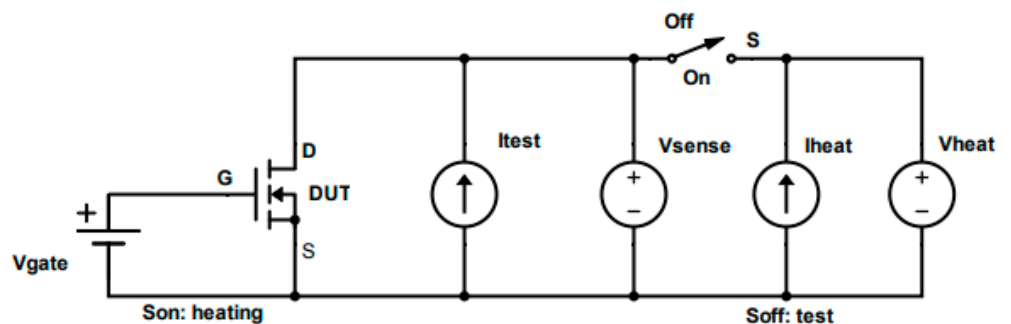 Off
S
On
Itest
Vsense
Iheat
Vheat
D
G
DUT
+
−
+
−
+
S
Vgate
Son: heating
Soff: test